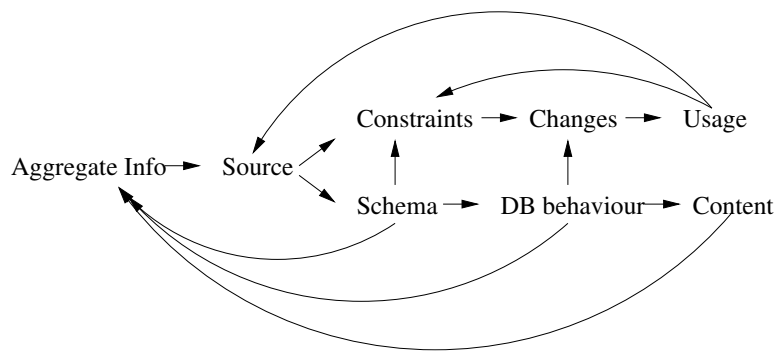 Constraints
Changes
Usage
Aggregate Info
Source
Schema
DB behaviour
Content